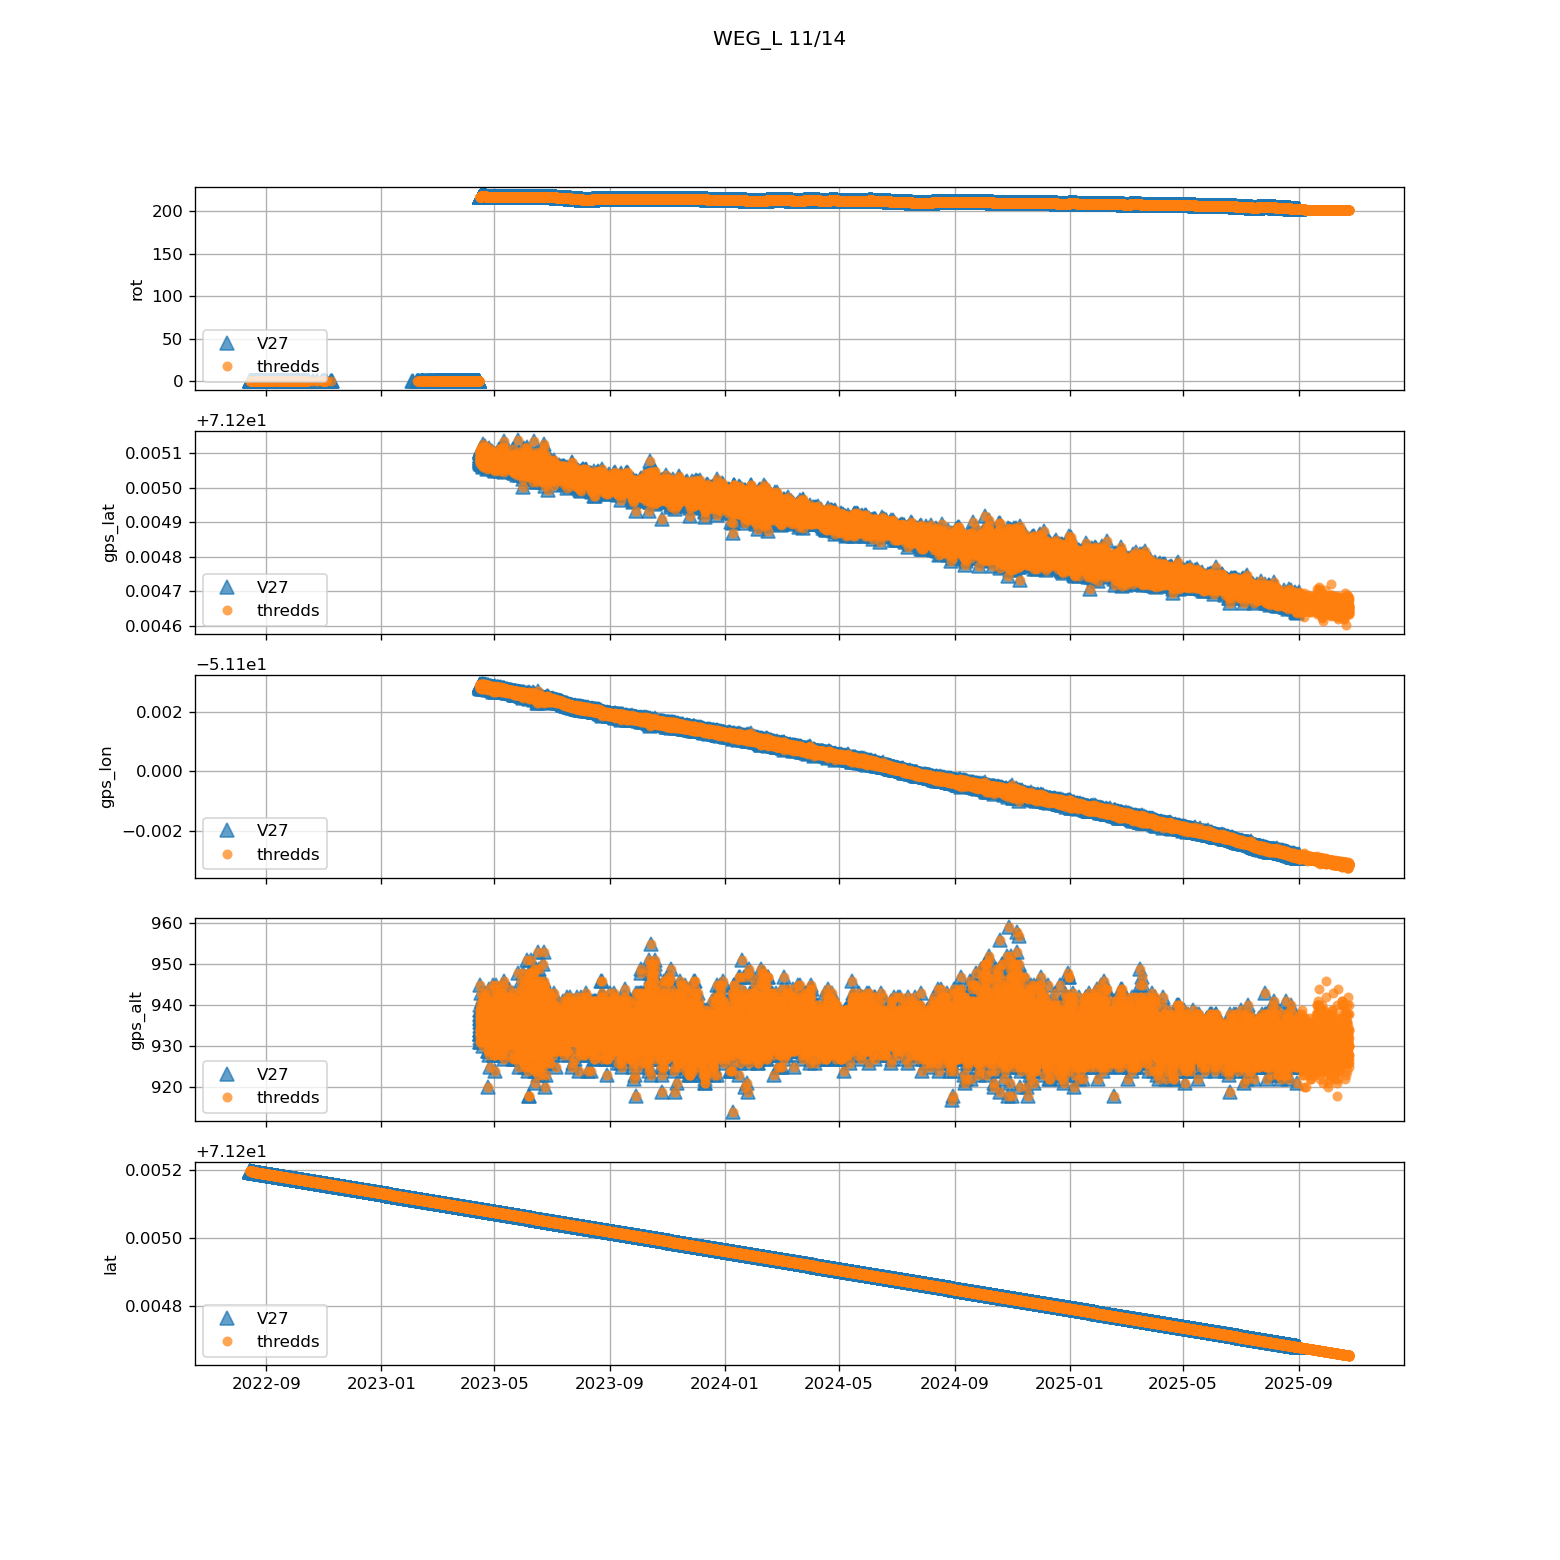 WEG_L 11/14
200
150
100
50
0
rot
V27
thredds
+7.12e1
0.0051
0.0050
0.0049
0.0048
0.0047
0.0046
gps_lat
V27
thredds
−5.11e1
0.002
0.000
−0.002
gps_lon
V27
thredds
960
950
940
930
920
gps_alt
V27
thredds
+7.12e1
0.0052
0.0050
0.0048
lat
V27
thredds
2022-09 2023-01 2023-05 2023-09 2024-01 2024-05 2024-09 2025-01 2025-05 2025-09